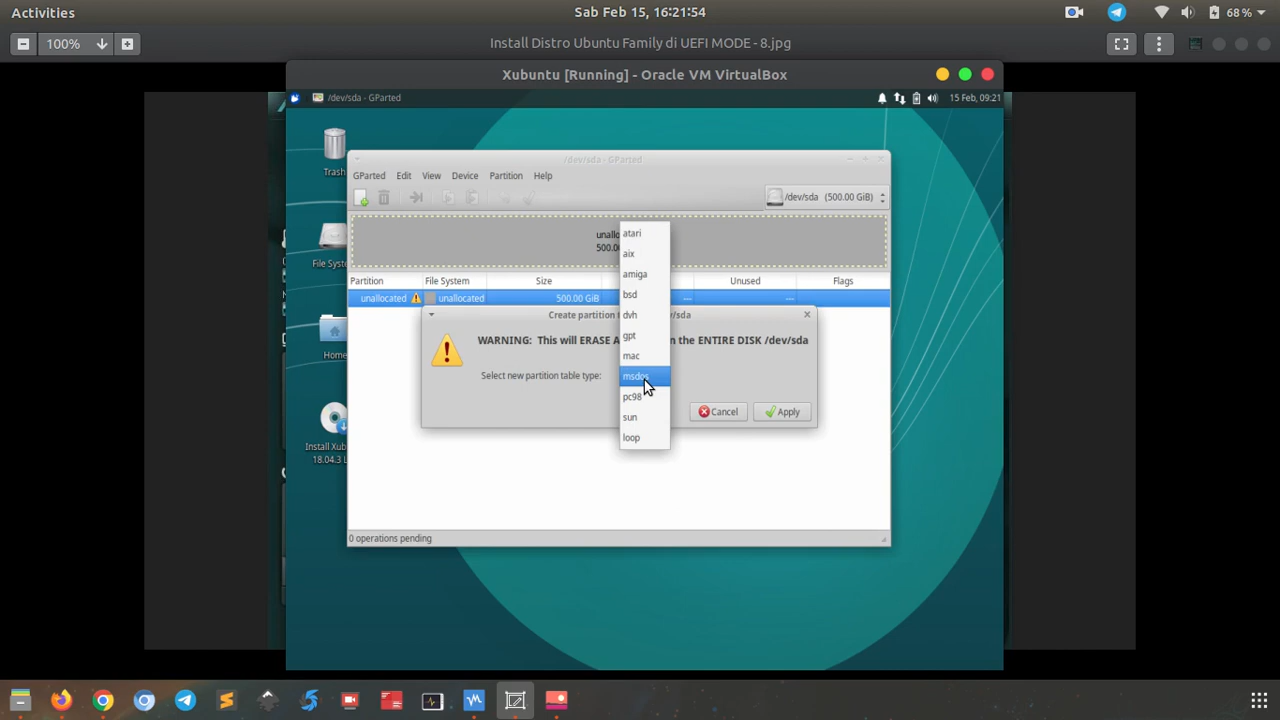 Activities
Sab Feb 15, 16:21:54
68 %
100%
Install Distro Ubuntu Family di UEFI MODE - 8.jpg
Xubuntu [Running] - Oracle VM VirtualBox
/dev/sda - GParted
15 Feb, 09:21
Trash
File System
Home
Install Xub
18.04.3 L
/dev/sda - GParted
GParted Edit View Device Partition Help
/dev/sda (500.00 GiB)
unallo
500.00
Partition File System Size Unused Flags
unallocated unallocated 500.00 GiB --- ---
Create partition t /dev/sda
WARNING: This will ERASE A n the ENTIRE DISK /dev/sda
Select new partition table type:
atari
aix
amiga
bsd
dvh
gpt
mac
msdos
pc98
sun
loop
Cancel
Apply
0 operations pending